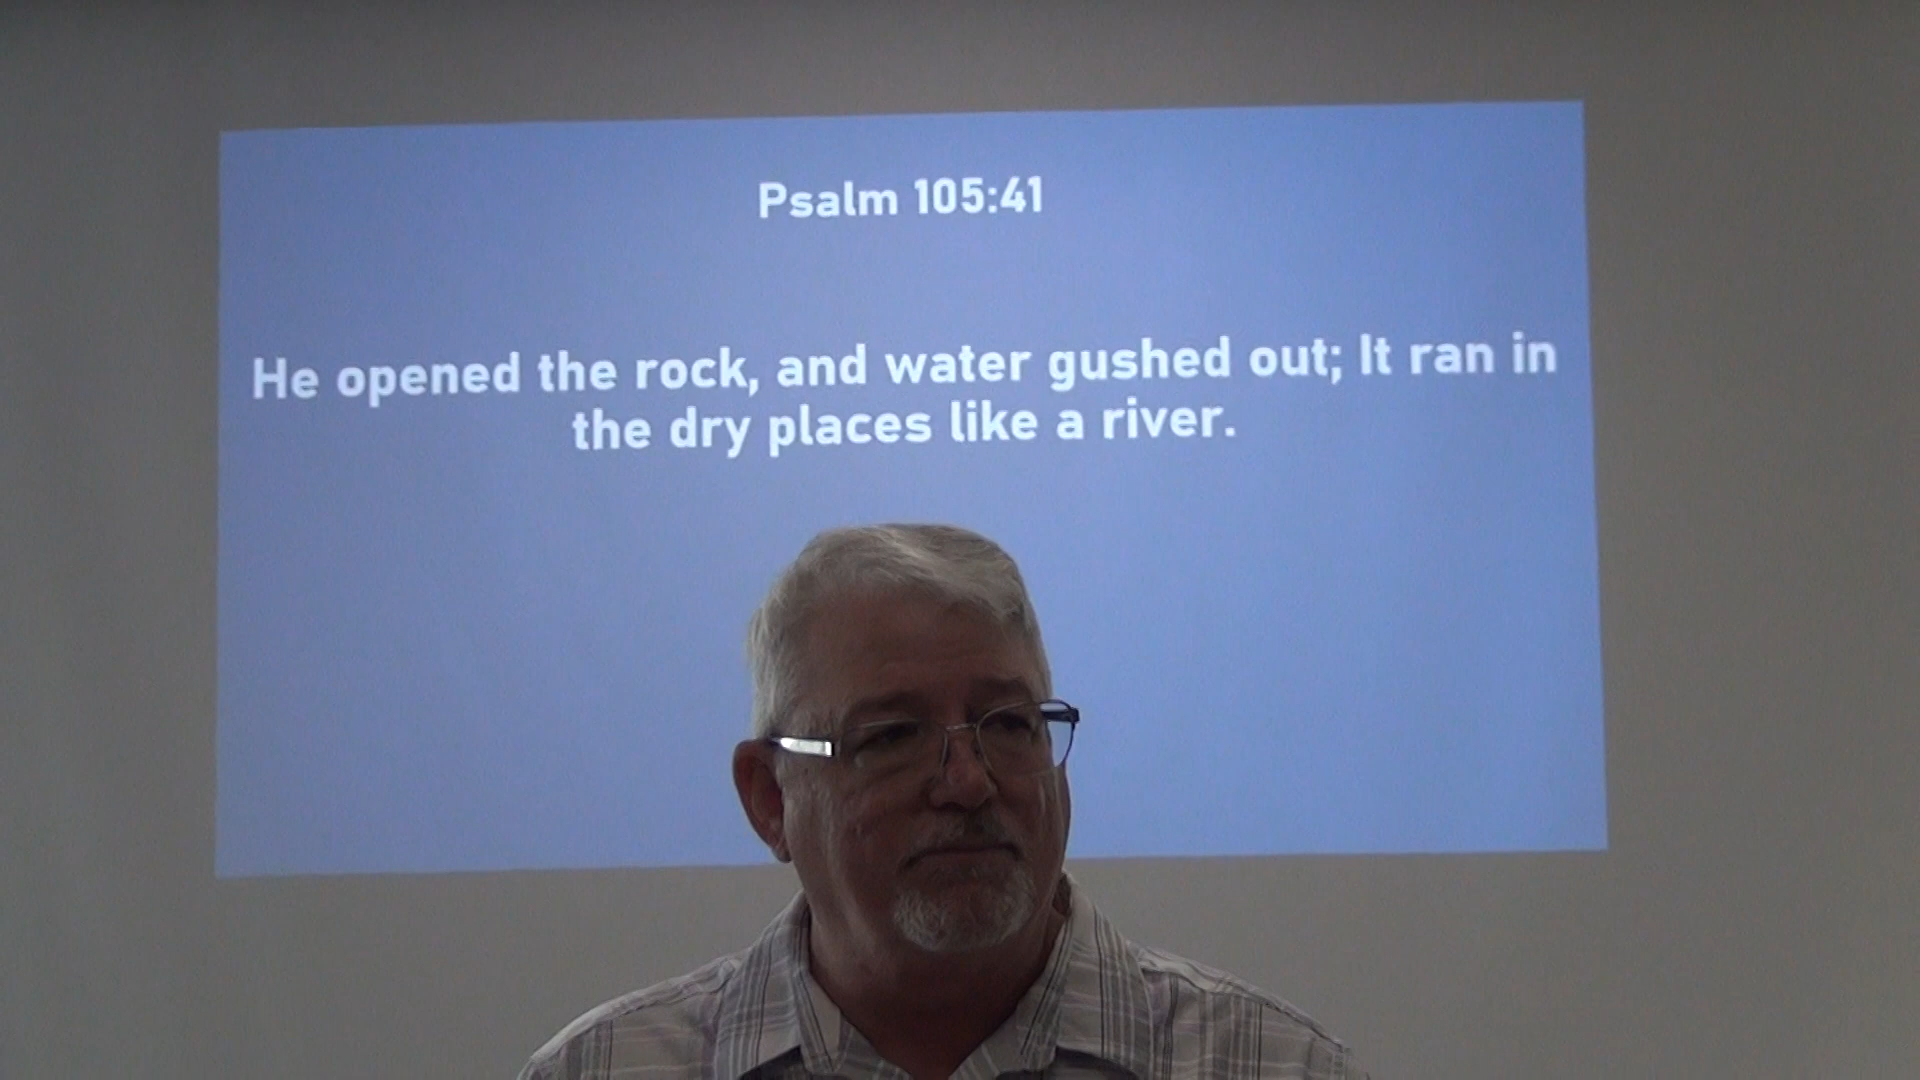 Psalm 105:41
He opened the rock, and water gushed out; It ran in
the dry places like a river.